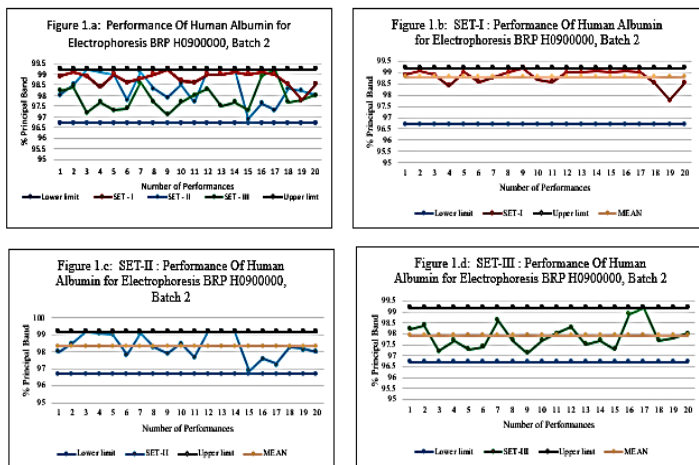 Figure 1.a: Performance Of Human Albumin for
Electrophoresis BRP H0900000, Batch 2
% Principal Band
99.5
99
98.5
98
97.5
97
96.5
96
95.5
95
1 2 3 4 5 6 7 8 9 10 11 12 13 14 15 16 17 18 19 20
Number of Performances
Lower limit SET - I SET - II SET - III Upper limt
Figure 1.b: SET-I : Performance Of Human Albumin
for Electrophoresis BRP H0900000, Batch 2
% Principal Band
99.5
99
98.5
98
97.5
97
96.5
96
95.5
95
1 2 3 4 5 6 7 8 9 10 11 12 13 14 15 16 17 18 19 20
Number of Performances
Lower limit SET-I Upper limt MEAN
Figure 1.c: SET-II : Performance Of Human
Albumin for Electrophoresis BRP H0900000,
Batch 2
% Principal Band
100
99
98
97
96
95
1 2 3 4 5 6 7 8 9 10 11 12 13 14 15 16 17 18 19 20
Number of Performances
Lower limit SET-II Upper limt MEAN
Figure 1.d: SET-III : Performance Of Human
Albumin for Electrophoresis BRP H0900000, Batch 2
% Principal Band
99.5
99
98.5
98
97.5
97
96.5
96
95.5
95
1 2 3 4 5 6 7 8 9 10 11 12 13 14 15 16 17 18 19 20
Number of Performances
Lower limit SET-III Upper limt MEAN